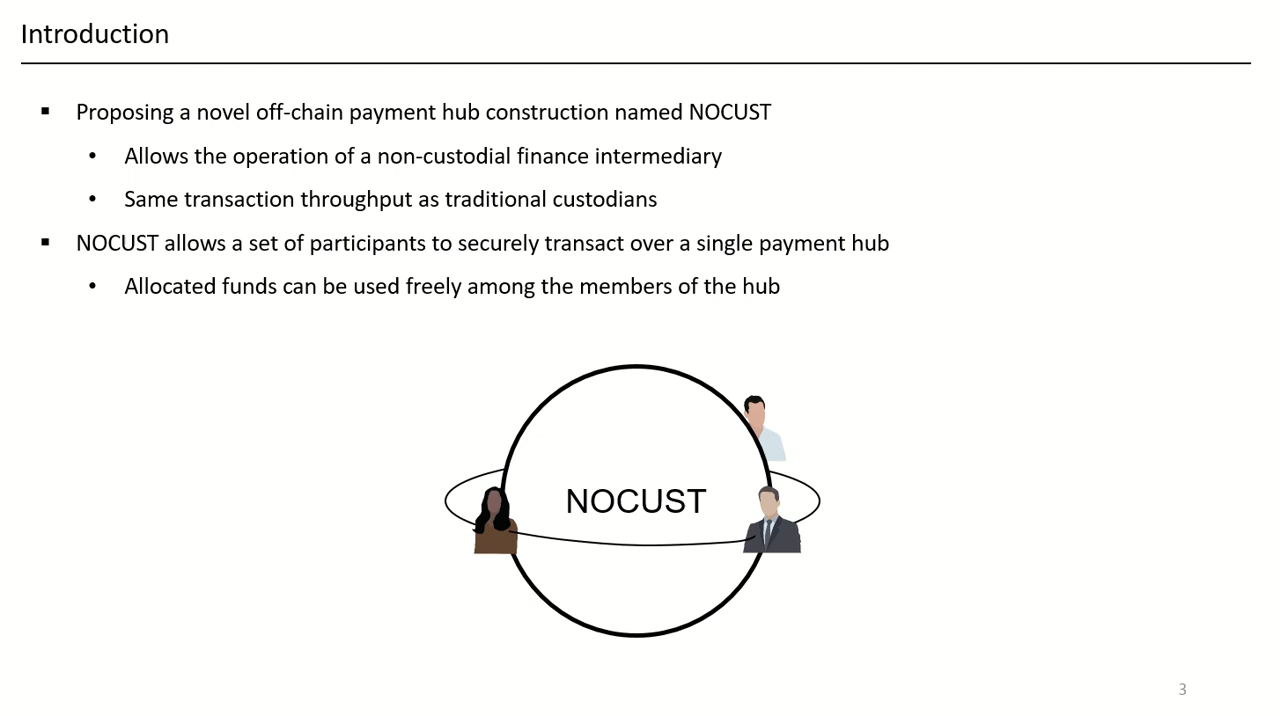 Introduction
▪ Proposing a novel off-chain payment hub construction named NOCUST
• Allows the operation of a non-custodial finance intermediary
• Same transaction throughput as traditional custodians
▪ NOCUST allows a set of participants to securely transact over a single payment hub
• Allocated funds can be used freely among the members of the hub
NOCUST
3